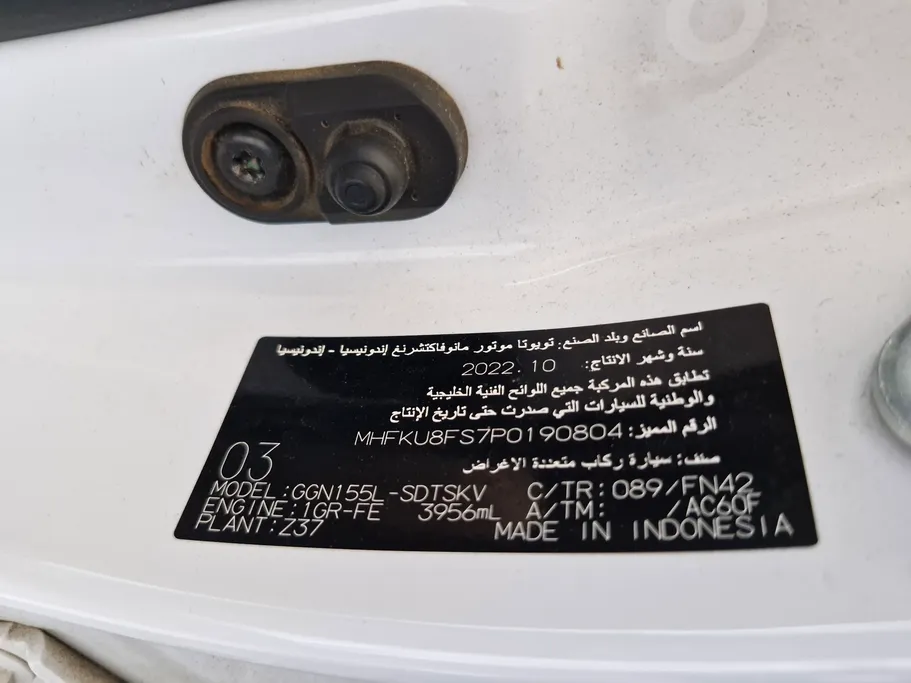 اسم الصانع وبلد الصنع: تويوتا موتور مانوفاكتشرنغ إندونيسيا - إندونيسيا
سنة وشهر الانتاج: 2022.10
تطابق هذه المركبة جميع اللوائح الفنية الخليجية
والوطنية للسيارات التي صدرت حتى تاريخ الإنتاج
الرقم المميز: MHFKU8FS7P0190804
صنف: سيارة ركاب متعددة الاغراض
03
MODEL:GGN155L-SDTSKV C/TR:089/FN42
ENGINE:1GR-FE 3956mL A/TM: /AC60F
PLANT:Z37 MADE IN INDONESIA